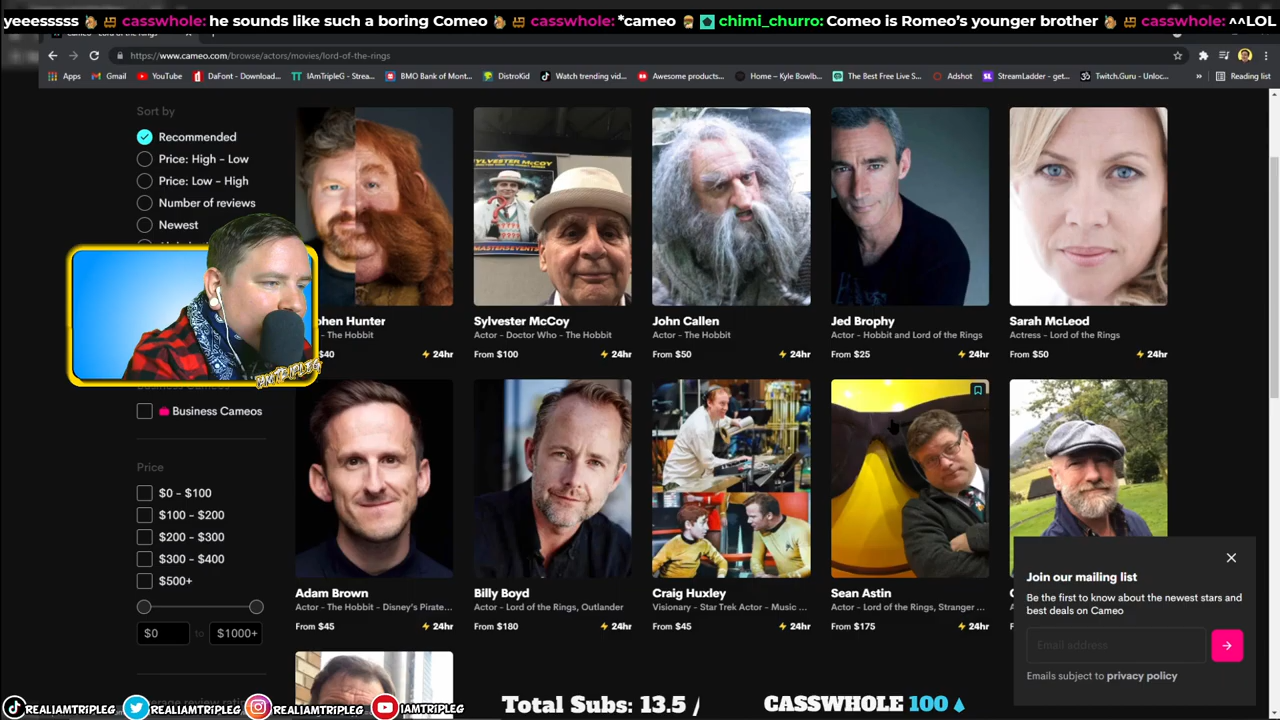 yeeesssss casswhole: he sounds like such a boring Comeo casswhole: *cameo chimi_churro: Comeo is Romeo's younger brother casswhole: ^^LOL
https://www.cameo.com/browse/actors/movies/lord-of-the-rings
Apps Gmail YouTube DaFont - Download... IAmTripleG - Strea... BMO Bank of Mont... DistroKid Watch trending vid... Awesome products... Home – Kyle Bowlb... The Best Free Live S... Adshot StreamLadder - get... Twitch.Guru - Unloc... » Reading list
Sort by
Recommended
Price: High - Low
Price: Low - High
Number of reviews
Newest
SYLVESTER McCOY
hen Hunter
- The Hobbit
$40
24hr
Sylvester McCoy
Actor - Doctor Who - The Hobbit
From $100
24hr
John Callen
Actor - The Hobbit
From $50
24hr
Jed Brophy
Actor - Hobbit and Lord of the Rings
From $25
24hr
Sarah McLeod
Actress - Lord of the Rings
From $50
24hr
IAMTRIPLEG
Business Cameos
Price
$0 - $100
$100 - $200
$200 - $300
$300 - $400
$500+
$0 to $1000+
Adam Brown
Actor - The Hobbit - Disney's Pirate...
From $45
24hr
Billy Boyd
Actor - Lord of the Rings, Outlander
From $180
24hr
Craig Huxley
Visionary - Star Trek Actor - Music ...
From $45
24hr
Sean Astin
Actor - Lord of the Rings, Stranger ...
From $175
24hr
Join our mailing list
Be the first to know about the newest stars and
best deals on Cameo
Email address
Emails subject to privacy policy
REALIAMTRIPLEG REALIAMTRIPLEG REALIAMTRIPLEG IAMTRIPLEG
Total Subs: 13.5 /
CASSWHOLE 100